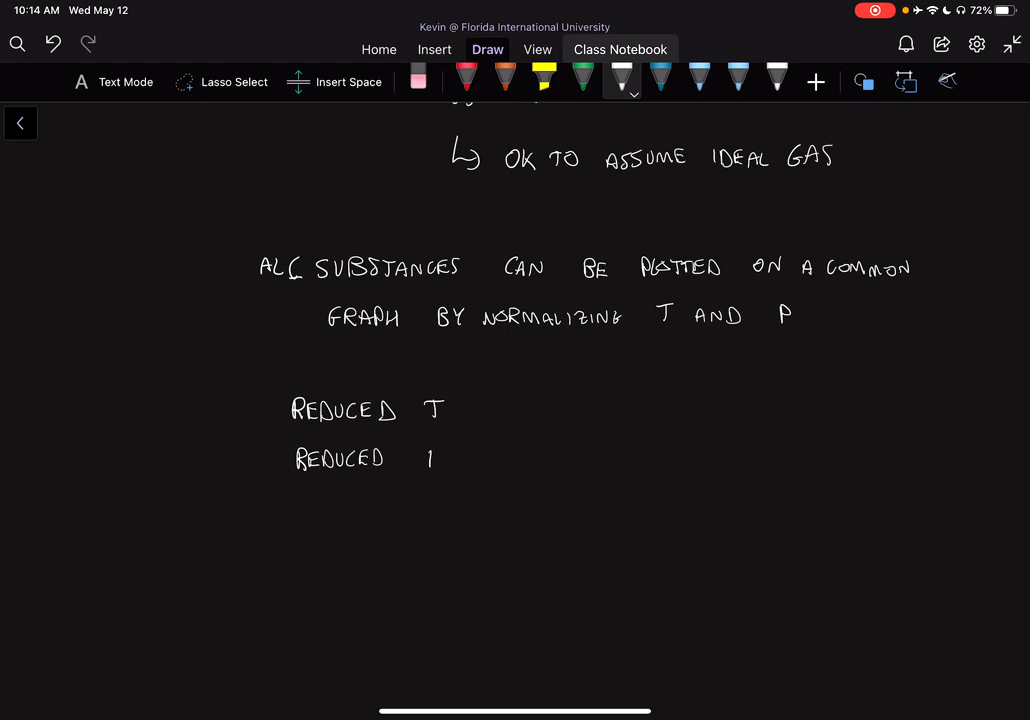 10:14 AM Wed May 12
72%
Kevin @ Florida International University
Home Insert Draw View Class Notebook
Text Mode Lasso Select Insert Space
↳ OK TO ASSUME IDEAL GAS
ALL SUBSTANCES CAN BE PLOTTED ON A COMMON
GRAPH BY NORMALIZING T AND P
REDUCED T
REDUCED